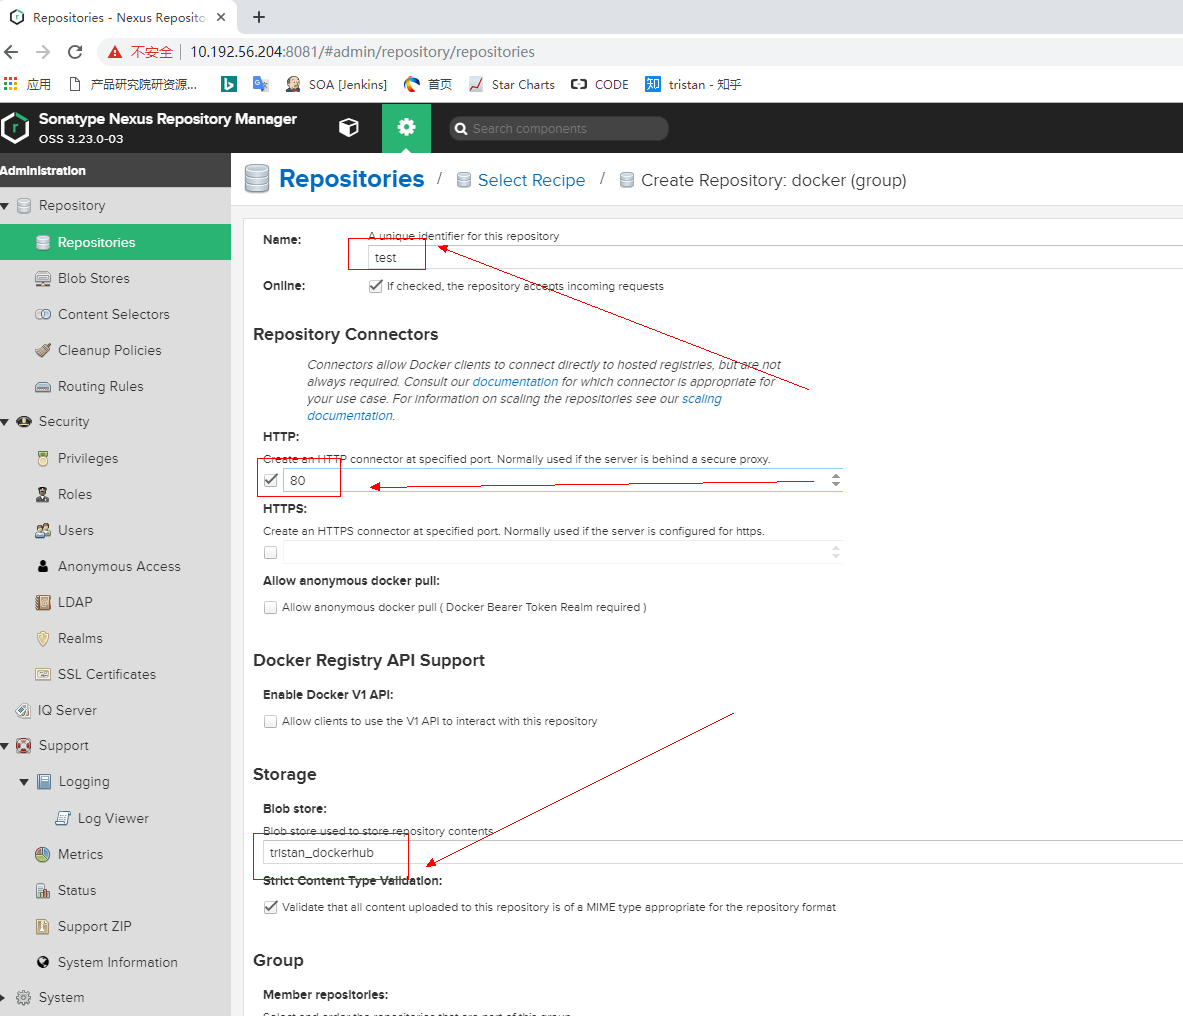 Repositories - Nexus Reposito
不安全 10.192.56.204:8081/#admin/repository/repositories
应用 产品研究院研资源... SOA [Jenkins] 首页 Star Charts CODE 知 tristan - 知乎
Sonatype Nexus Repository Manager
OSS 3.23.0-03
Search components
Administration
Repository
Repositories
Blob Stores
Content Selectors
Cleanup Policies
Routing Rules
Security
Privileges
Roles
Users
Anonymous Access
LDAP
Realms
SSL Certificates
IQ Server
Support
Logging
Log Viewer
Metrics
Status
Support ZIP
System Information
System
Repositories / Select Recipe / Create Repository: docker (group)
Name:
A unique identifier for this repository
test
Online:
If checked, the repository accepts incoming requests
Repository Connectors
Connectors allow Docker clients to connect directly to hosted registries, but are not
always required. Consult our documentation for which connector is appropriate for
your use case. For information on scaling the repositories see our scaling
documentation.
HTTP:
Create an HTTP connector at specified port. Normally used if the server is behind a secure proxy.
80
HTTPS:
Create an HTTPS connector at specified port. Normally used if the server is configured for https.
Allow anonymous docker pull:
Allow anonymous docker pull ( Docker Bearer Token Realm required )
Docker Registry API Support
Enable Docker V1 API:
Allow clients to use the V1 API to interact with this repository
Storage
Blob store:
Blob store used to store repository contents
tristan_dockerhub
Strict Content Type Validation:
Validate that all content uploaded to this repository is of a MIME type appropriate for the repository format
Group
Member repositories:
Select and order the repositories that are part of this group